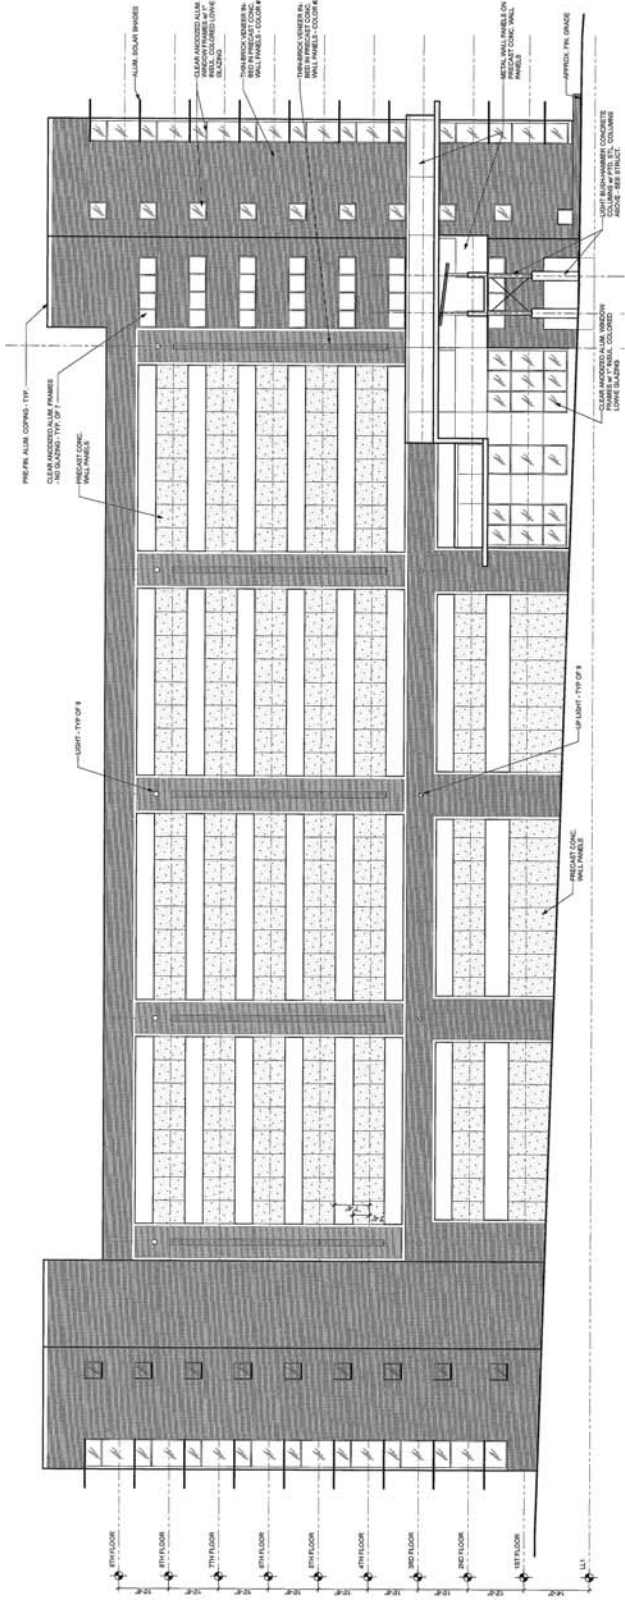 PRE-FIN. ALUM. COPING - TYP.
CLEAR ANODIZED ALUM. FRAMES
- NO GLAZING - TYP. OF 7
PRECAST CONC.
WALL PANELS
LIGHT - TYP OF
ALUM. SOLAR SHADES
CLEAR ANODIZED ALUM.
WINDOW FRAMES w/ 1"
INSUL. COLORED LOW-E
GLAZING
THIN-BRICK VENEER IN-
BED IN PRECAST CONC.
WALL PANELS - COLOR
THIN-BRICK VENEER IN-
BED IN PRECAST CONC.
WALL PANELS - COLOR
METAL WALL PANELS ON
PRECAST CONC. WALL
PANELS
APPROX. FIN. GRADE
LIGHT BUSH-HAMMER CONCRETE
COLUMNS w/ PTD. STL. COLUMNS
ABOVE - SEE STRUCT.
CLEAR ANODIZED ALUM. WINDOW
FRAMES w/ 1" INSUL. COLORED
LOW-E GLAZING
UP LIGHT - TYP OF
PRECAST CONC.
WALL PANELS
9TH FLOOR
8TH FLOOR
7TH FLOOR
6TH FLOOR
5TH FLOOR
4TH FLOOR
3RD FLOOR
2ND FLOOR
1ST FLOOR
LL1